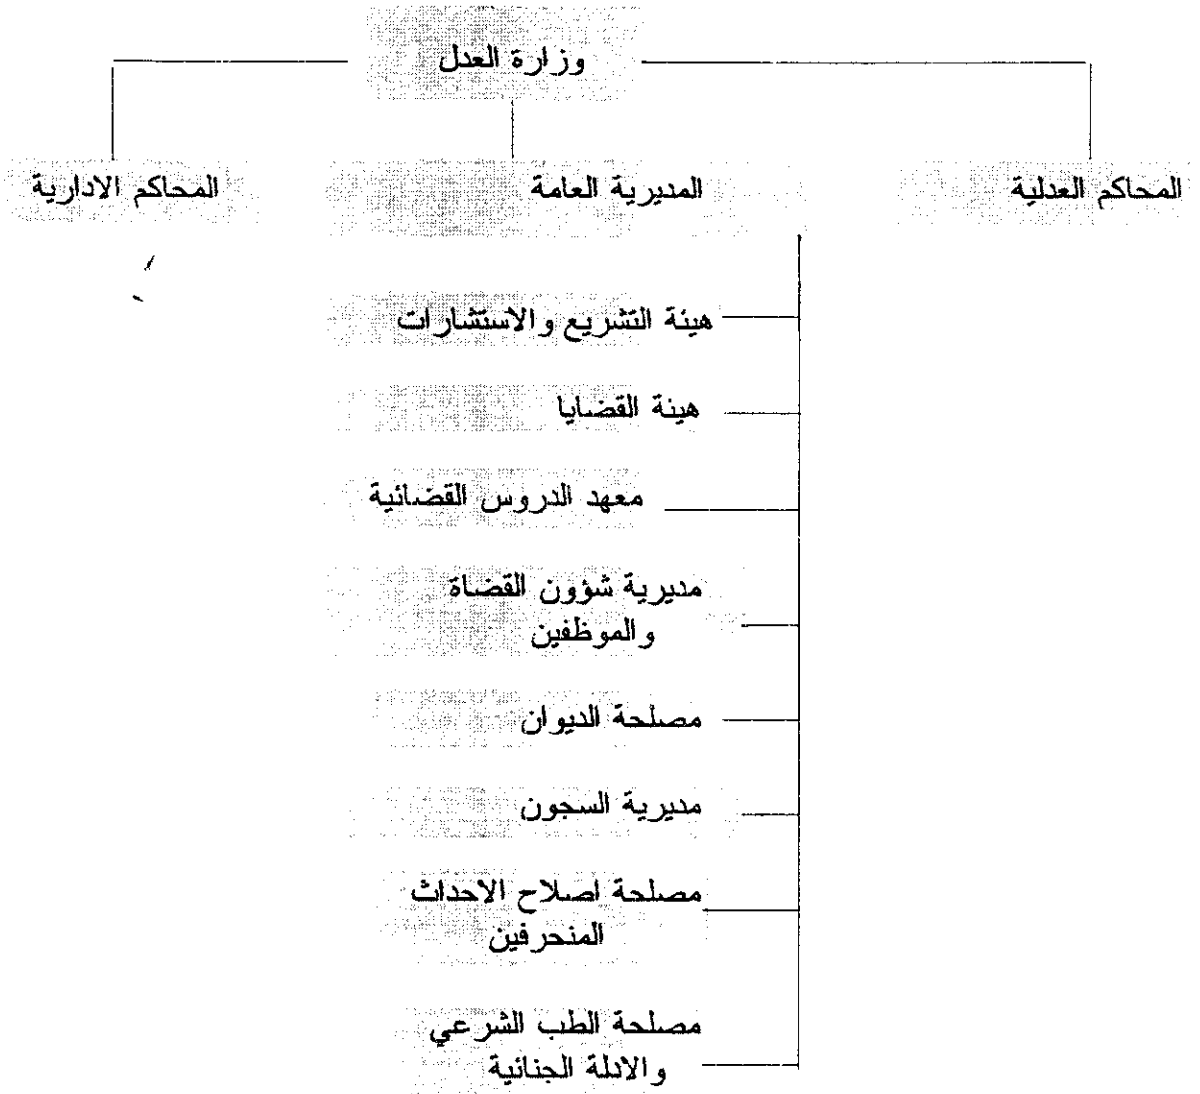 وزارة العدل
المحاكم العدلية
المديرية العامة
المحاكم الادارية
هيئة التشريع والاستشارات
هيئة القضايا
معهد الدروس القضائية
مديرية شؤون القضاة
والموظفين
مصلحة الديوان
مديرية السجون
مصلحة اصلاح الاحداث
المنحرفين
مصلحة الطب الشرعي
والادلة الجنائية